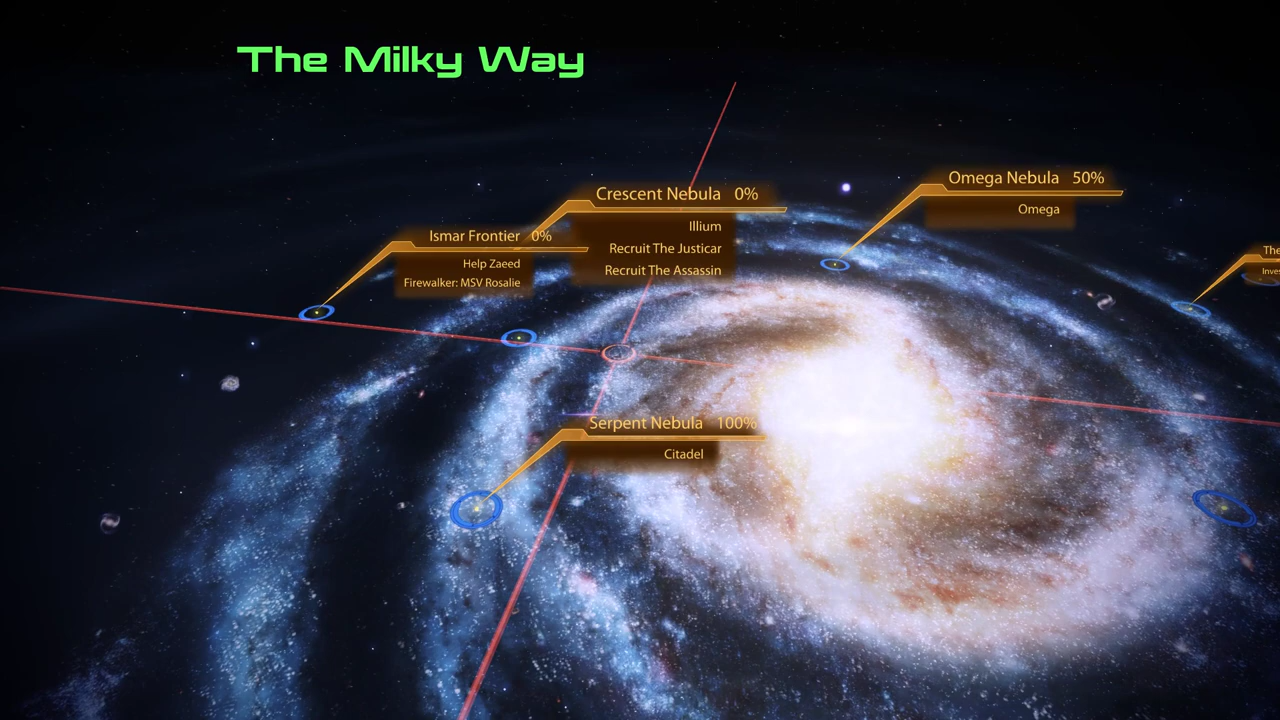 The Milky Way
Omega Nebula 50%
Omega
Crescent Nebula 0%
Illium
Recruit The Justicar
Recruit The Assassin
Ismar Frontier 0%
Help Zaeed
Firewalker: MSV Rosalie
The
Serpent Nebula 100%
Citadel